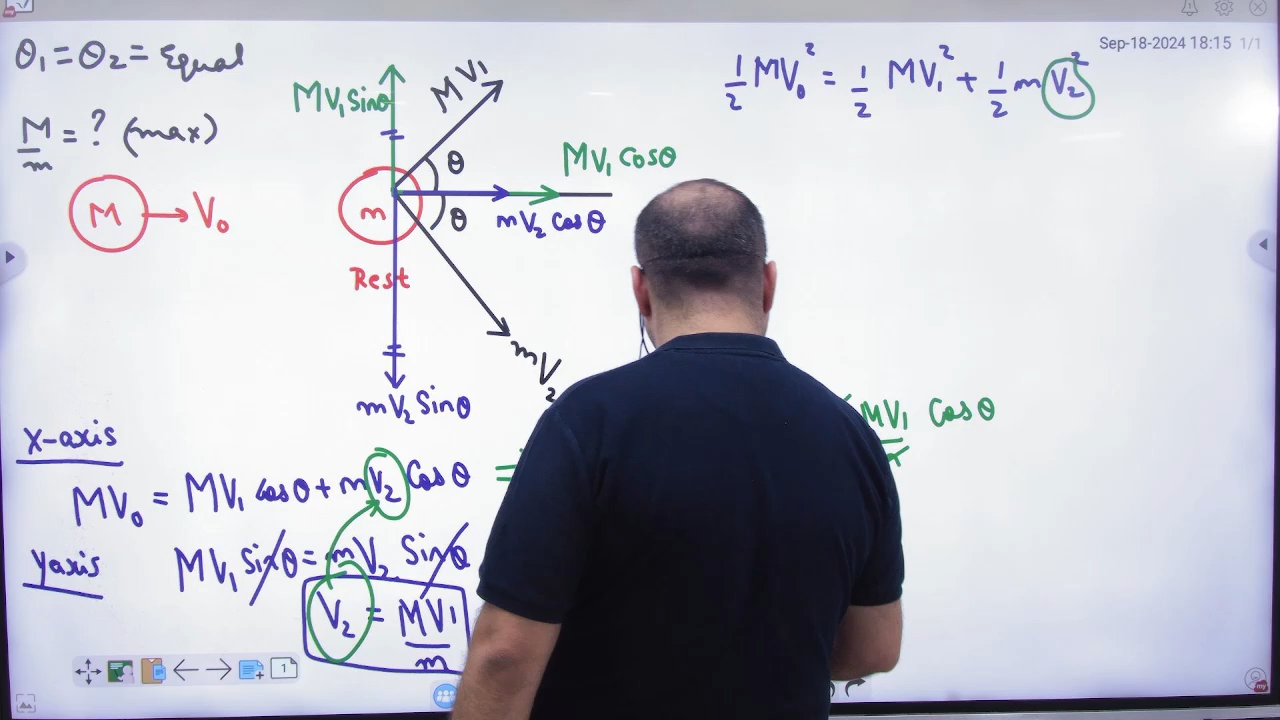 Sep-18-2024 18:15 1/1
θ₁ = θ₂ = Equal
M/m = ? (max)
M → V₀
MV₁ Sinθ
MV₁
θ
MV₁ Cosθ
m
θ
mV₂ Cosθ
Rest
mV₂
mV₂ Sinθ
½ MV₀² = ½ MV₁² + ½ m V₂²
x-axis
MV₀ = MV₁ Cosθ + mV₂ Cosθ =
MV₁ Cosθ
yaxis
MV₁ Sinθ = mV₂ Sinθ
V₂ = MV₁/m
1